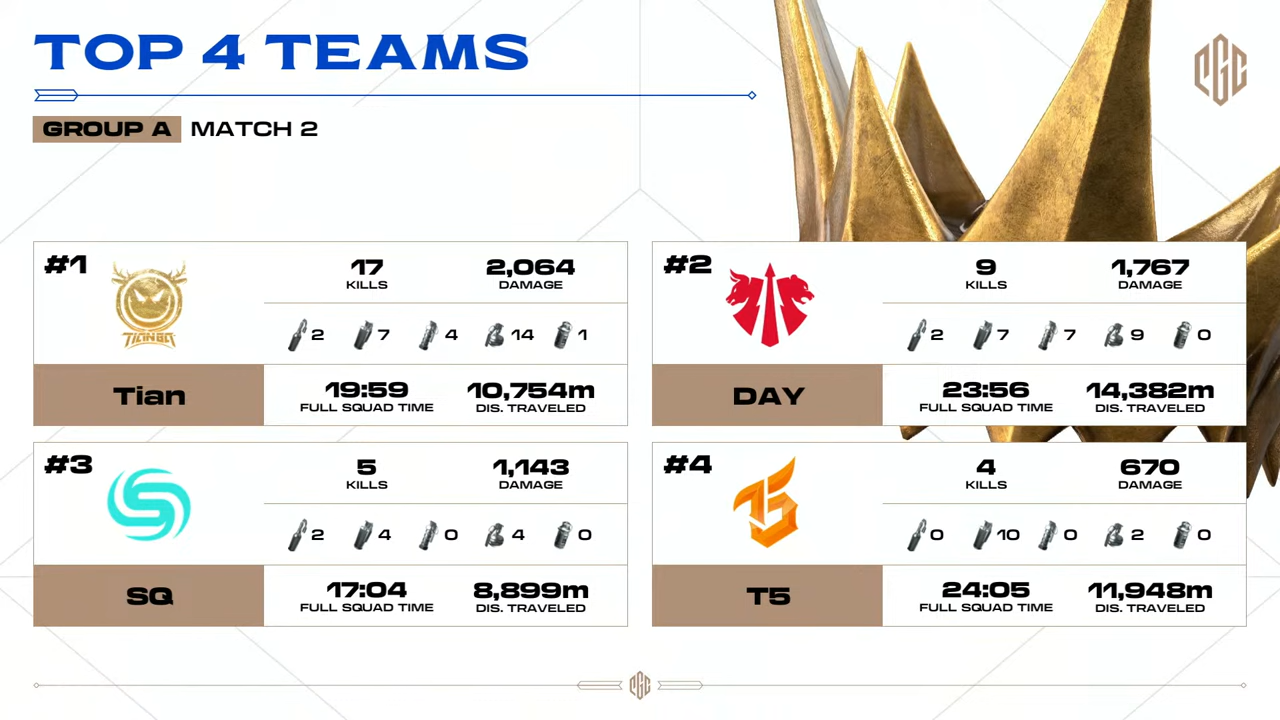 TOP 4 TEAMS
GROUP A MATCH 2
#1
TIANBA
17
KILLS
2,064
DAMAGE
2 7 4 14 1
Tian
19:59
FULL SQUAD TIME
10,754m
DIS. TRAVELED
#2
9
KILLS
1,767
DAMAGE
2 7 7 9 0
DAY
23:56
FULL SQUAD TIME
14,382m
DIS. TRAVELED
#3
5
KILLS
1,143
DAMAGE
2 4 0 4 0
SQ
17:04
FULL SQUAD TIME
8,899m
DIS. TRAVELED
#4
T5
4
KILLS
670
DAMAGE
0 10 0 2 0
T5
24:05
FULL SQUAD TIME
11,948m
DIS. TRAVELED
PGC
PGC